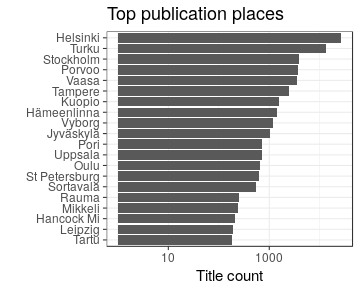 Top publication places
Helsinki
Turku
Stockholm
Porvoo
Vaasa
Tampere
Kuopio
Hämeenlinna
Vyborg
Jyväskylä
Pori
Uppsala
Oulu
St Petersburg
Sortavala
Rauma
Mikkeli
Hancock Mi
Leipzig
Tartu
10 1000
Title count